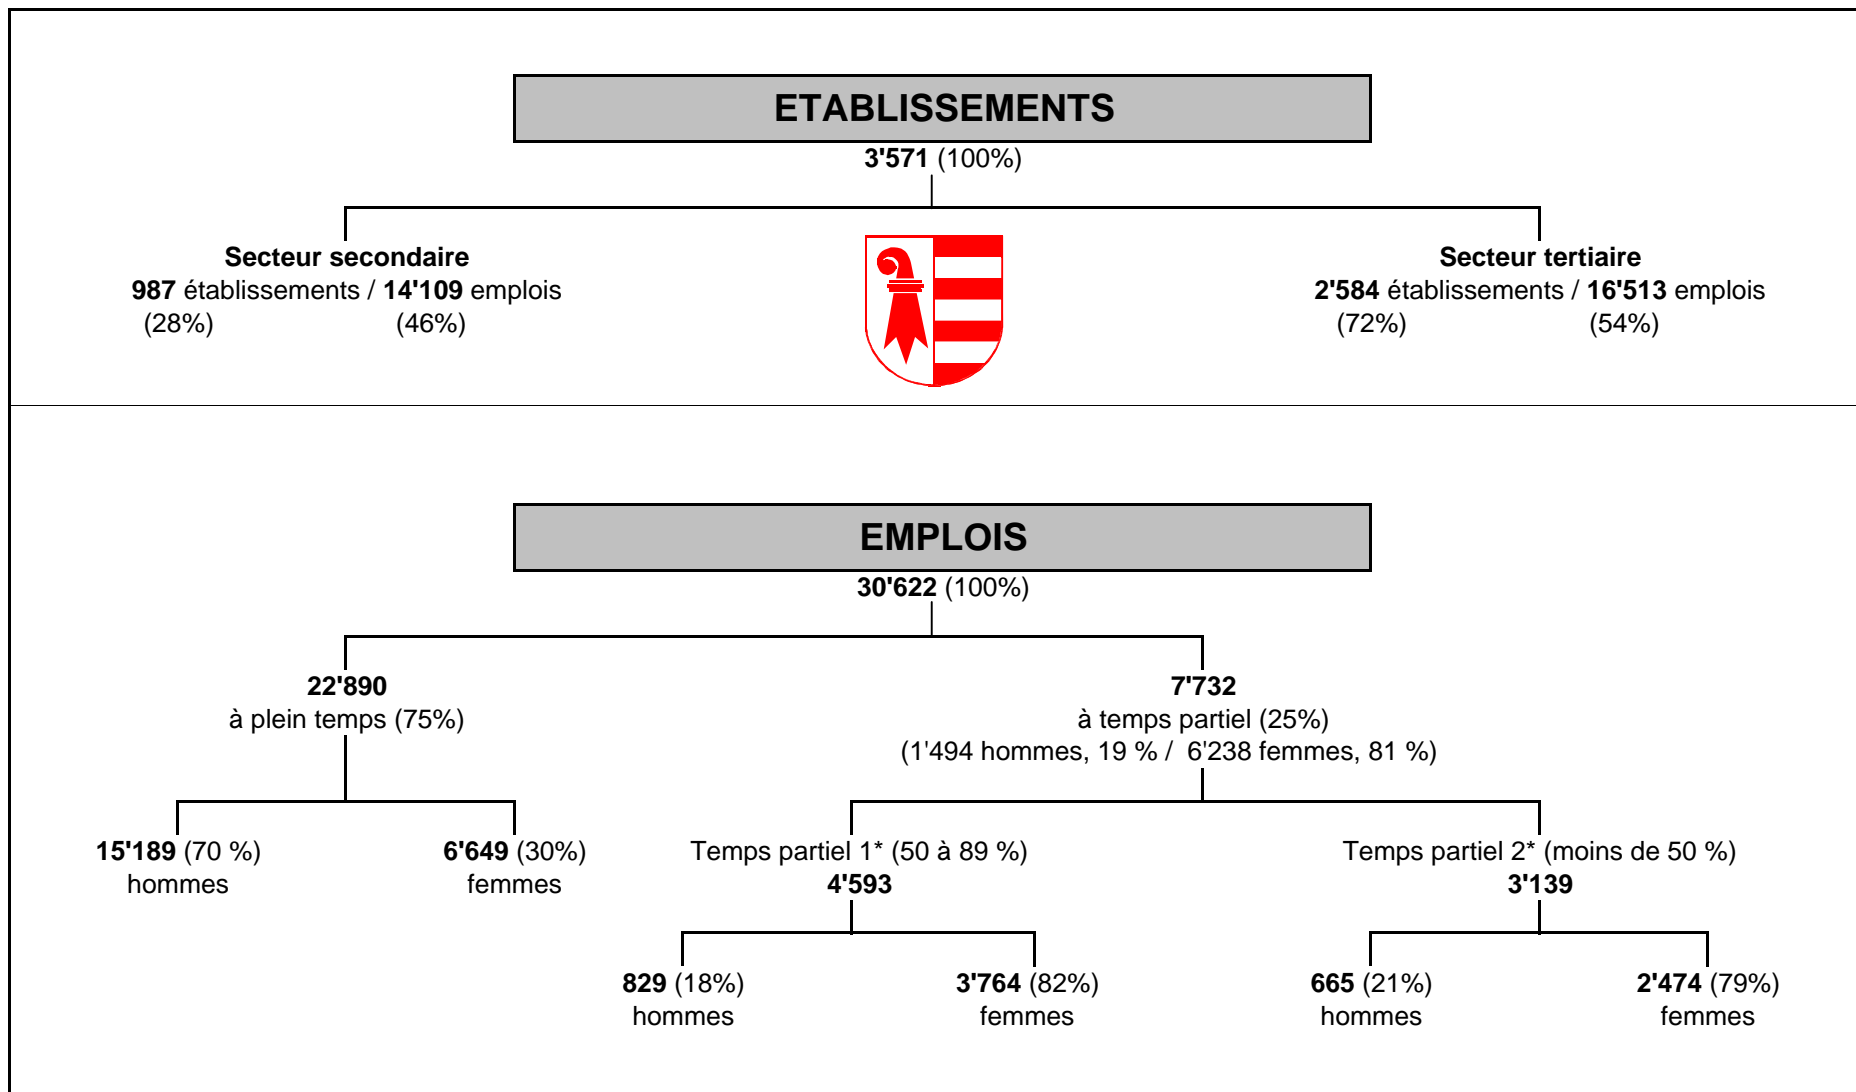 ETABLISSEMENTS
3'571 (100%)
Secteur secondaire
987 établissements / 14'109 emplois
(28%) (46%)
Secteur tertiaire
2'584 établissements / 16'513 emplois
(72%) (54%)
EMPLOIS
30'622 (100%)
22'890
à plein temps (75%)
7'732
à temps partiel (25%)
(1'494 hommes, 19 % / 6'238 femmes, 81 %)
15'189 (70 %)
hommes
6'649 (30%)
femmes
Temps partiel 1* (50 à 89 %)
4'593
Temps partiel 2* (moins de 50 %)
3'139
829 (18%)
hommes
3'764 (82%)
femmes
665 (21%)
hommes
2'474 (79%)
femmes